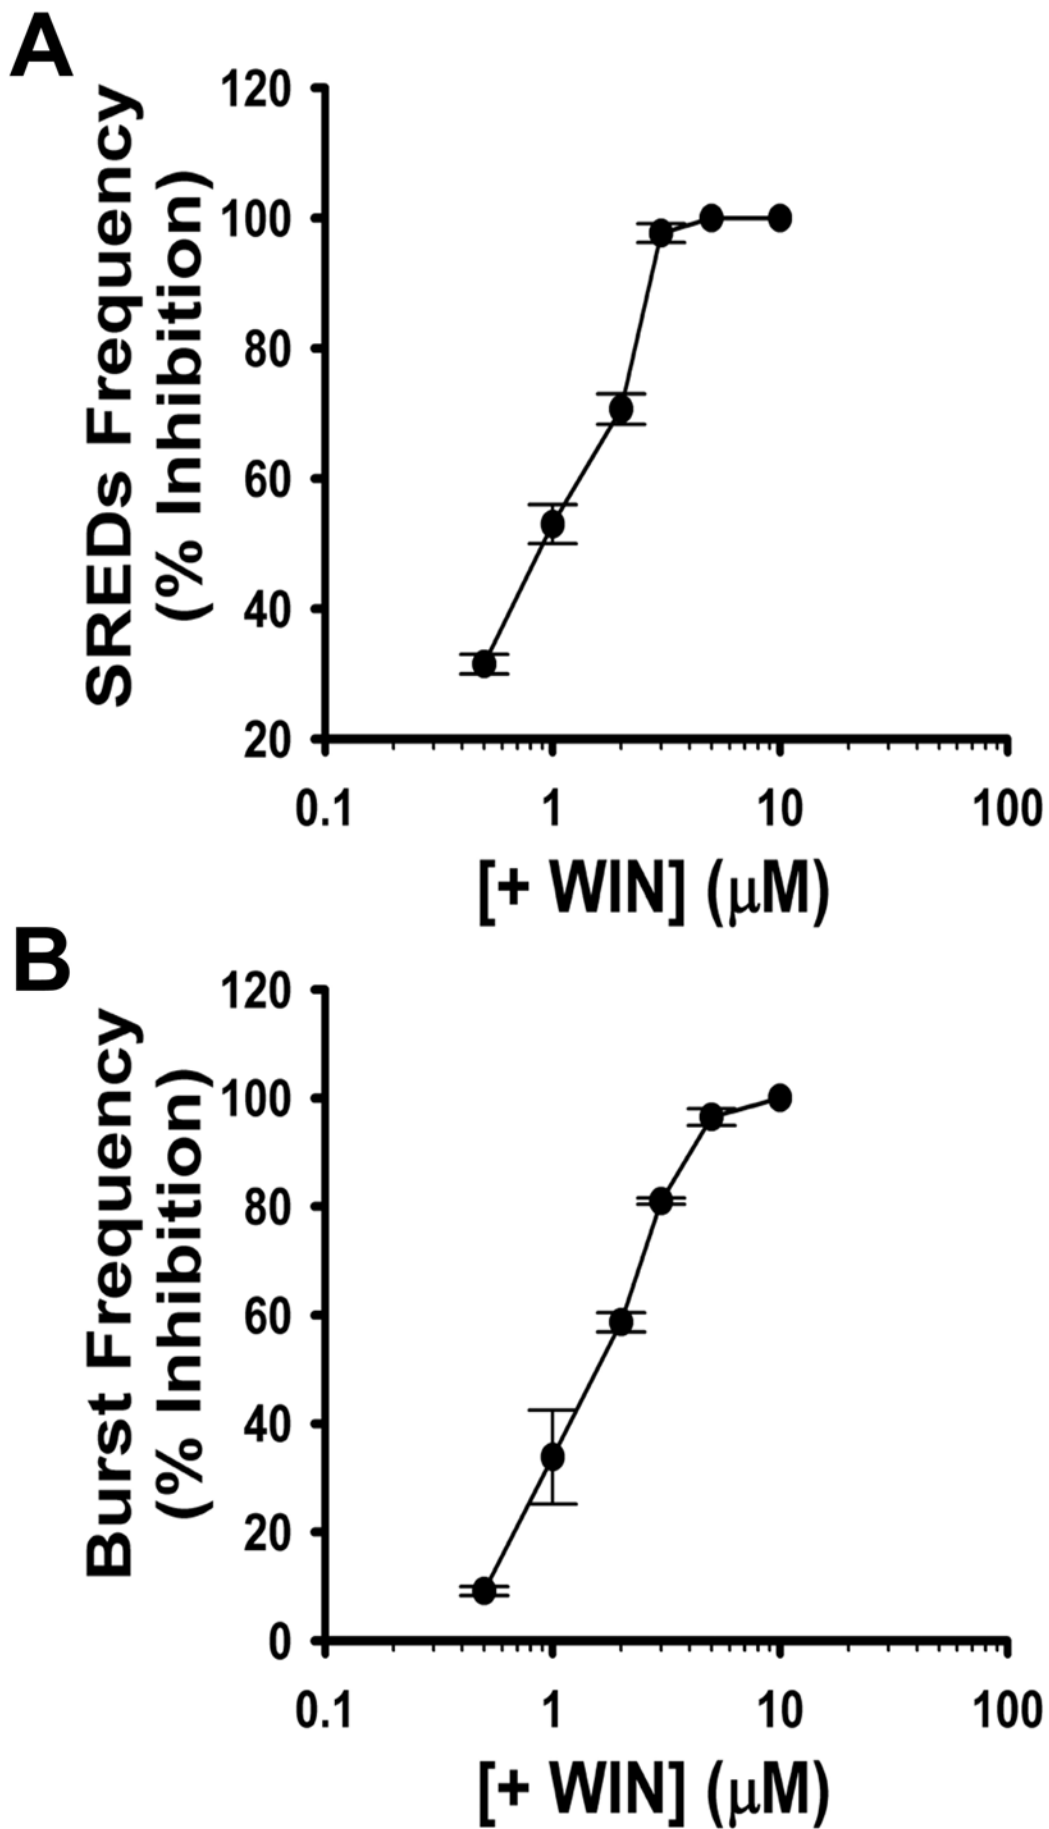 A
SREDs Frequency
(% Inhibition)
120
100
80
60
40
20
0.1 1 10 100
[+ WIN] (μM)
B
Burst Frequency
(% Inhibition)
120
100
80
60
40
20
0
0.1 1 10 100
[+ WIN] (μM)